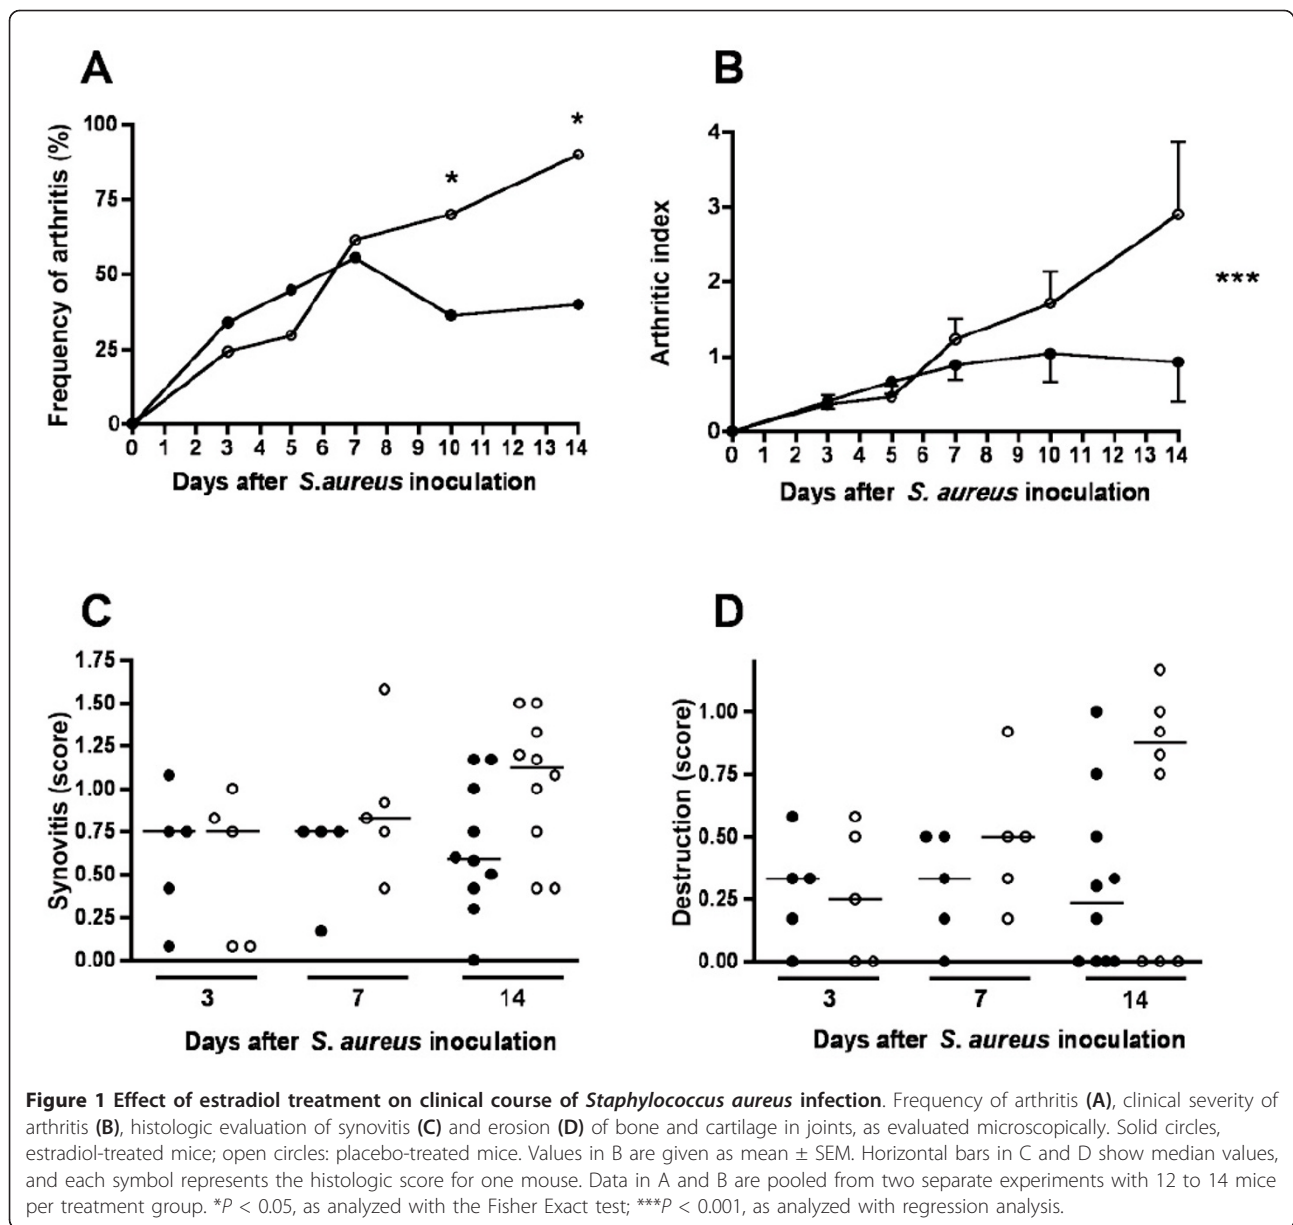 A
Frequency of arthritis (%)
100
75
50
25
0
*
*
0 1 2 3 4 5 6 7 8 9 10 11 12 13 14
Days after S.aureus inoculation
B
Arthritic index
4
3
2
1
0
***
0 1 2 3 4 5 6 7 8 9 10 11 12 13 14
Days after S. aureus inoculation
C
Synovitis (score)
1.75
1.50
1.25
1.00
0.75
0.50
0.25
0.00
3 7 14
Days after S. aureus inoculation
D
Destruction (score)
1.00
0.75
0.50
0.25
0.00
3 7 14
Days after S. aureus inoculation
Figure 1 Effect of estradiol treatment on clinical course of Staphylococcus aureus infection. Frequency of arthritis (A), clinical severity of
arthritis (B), histologic evaluation of synovitis (C) and erosion (D) of bone and cartilage in joints, as evaluated microscopically. Solid circles,
estradiol-treated mice; open circles: placebo-treated mice. Values in B are given as mean ± SEM. Horizontal bars in C and D show median values,
and each symbol represents the histologic score for one mouse. Data in A and B are pooled from two separate experiments with 12 to 14 mice
per treatment group. *P < 0.05, as analyzed with the Fisher Exact test; ***P < 0.001, as analyzed with regression analysis.